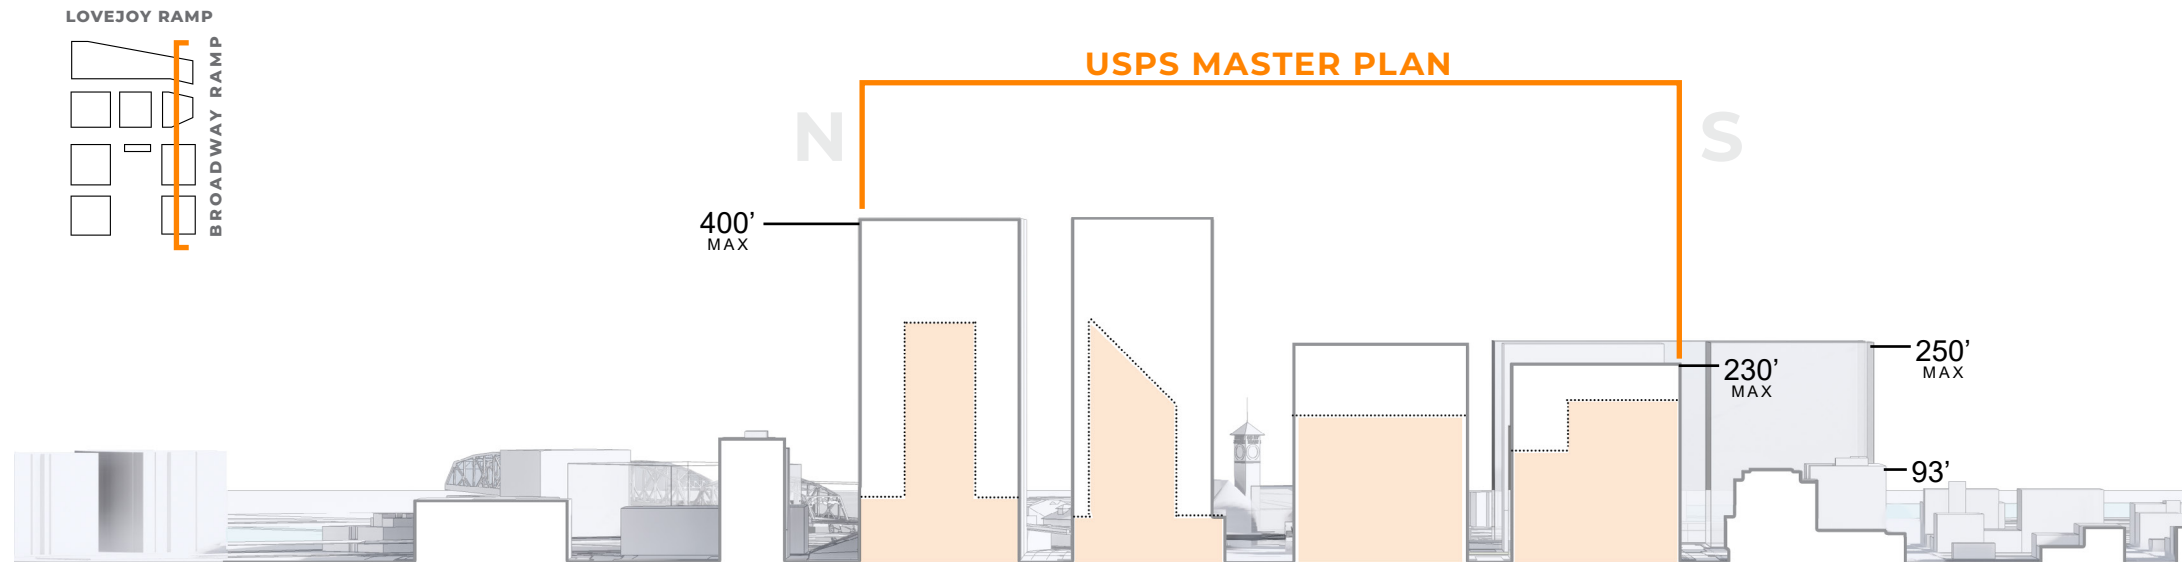 LOVEJOY RAMP
BROADWAY RAMP
USPS MASTER PLAN
N
S
400’
MAX
250’
MAX
230’
MAX
93’